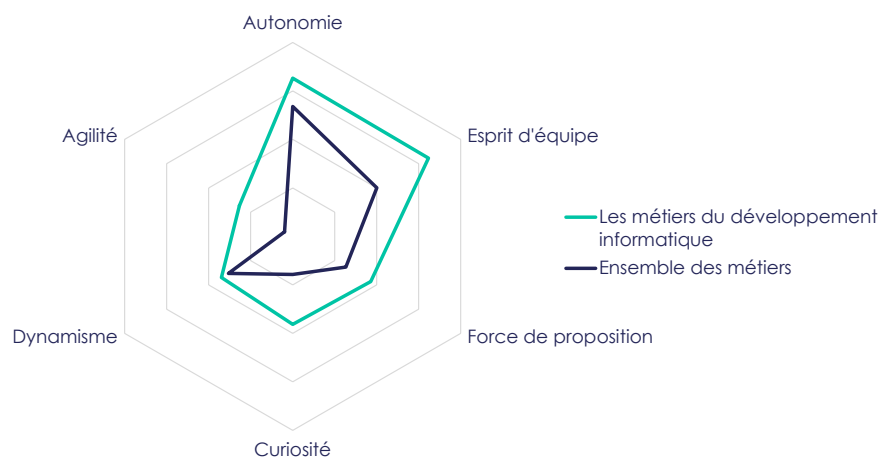 Autonomie
Agilité
Esprit d'équipe
Les métiers du développement
informatique
Ensemble des métiers
Dynamisme
Force de proposition
Curiosité